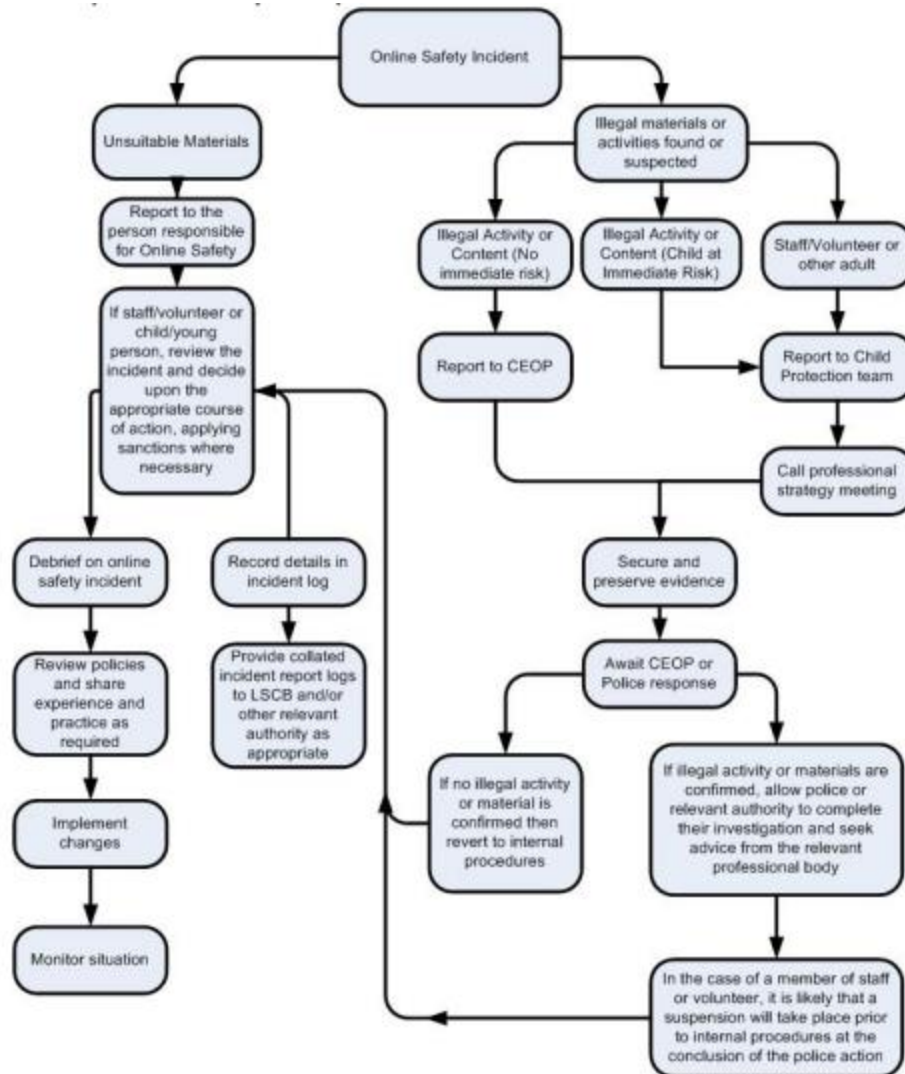 Online Safety Incident
Unsuitable Materials
Illegal materials or
activities found or
suspected
Report to the
person responsible
for Online Safety
Illegal Activity or
Content (No
immediate risk)
Illegal Activity or
Content (Child at
Immediate Risk)
Staff/Volunteer or
other adult
If staff/volunteer or
child/young
person, review the
incident and decide
upon the
appropriate course
of action, applying
sanctions where
necessary
Report to CEOP
Report to Child
Protection team
Call professional
strategy meeting
Debrief on online
safety incident
Record details in
incident log
Secure and
preserve evidence
Review policies
and share
experience and
practice as
required
Provide collated
incident report logs
to LSCB and/or
other relevant
authority as
appropriate
Await CEOP or
Police response
If no illegal activity
or material is
confirmed then
revert to internal
procedures
If illegal activity or materials are
confirmed, allow police or
relevant authority to complete
their investigation and seek
advice from the relevant
professional body
Implement
changes
Monitor situation
In the case of a member of staff
or volunteer, it is likely that a
suspension will take place prior
to internal procedures at the
conclusion of the police action